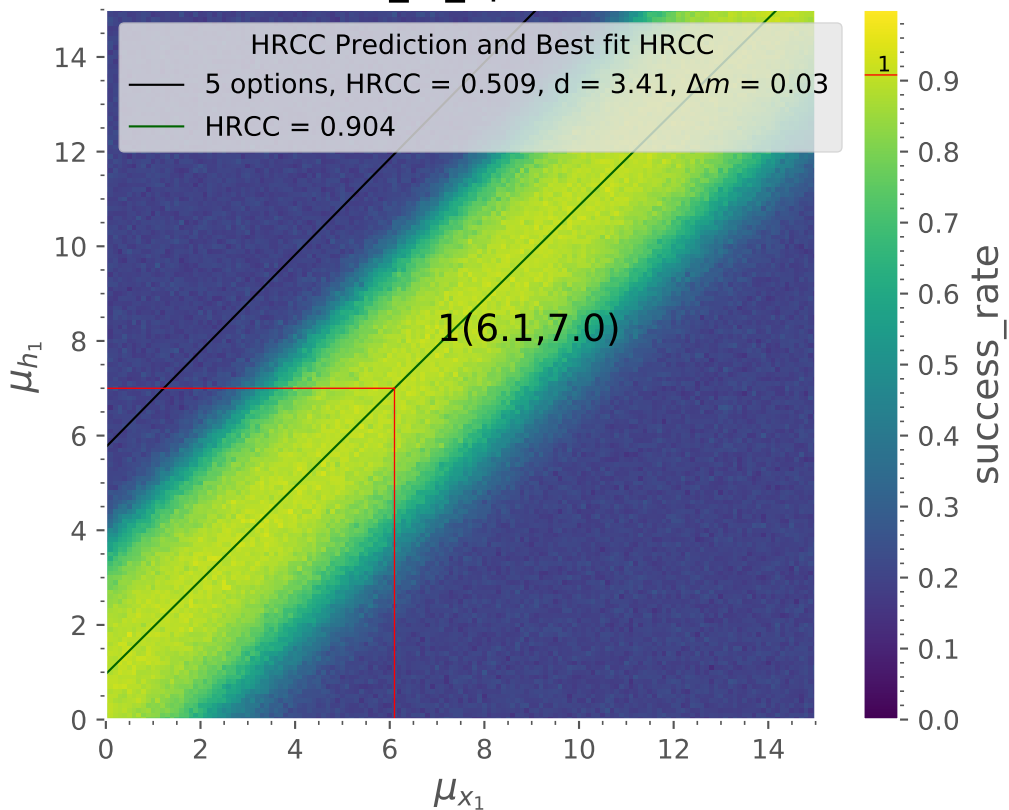 HRCC Prediction and Best fit HRCC
5 options, HRCC = 0.509, d = 3.41, Δm = 0.03
HRCC = 0.904
1(6.1,7.0)
μh1
14
12
10
8
6
4
2
0
0 2 4 6 8 10 12 14
μx1
1
0.9
0.8
0.7
0.6
0.5
0.4
0.3
0.2
0.1
0.0
success_rate